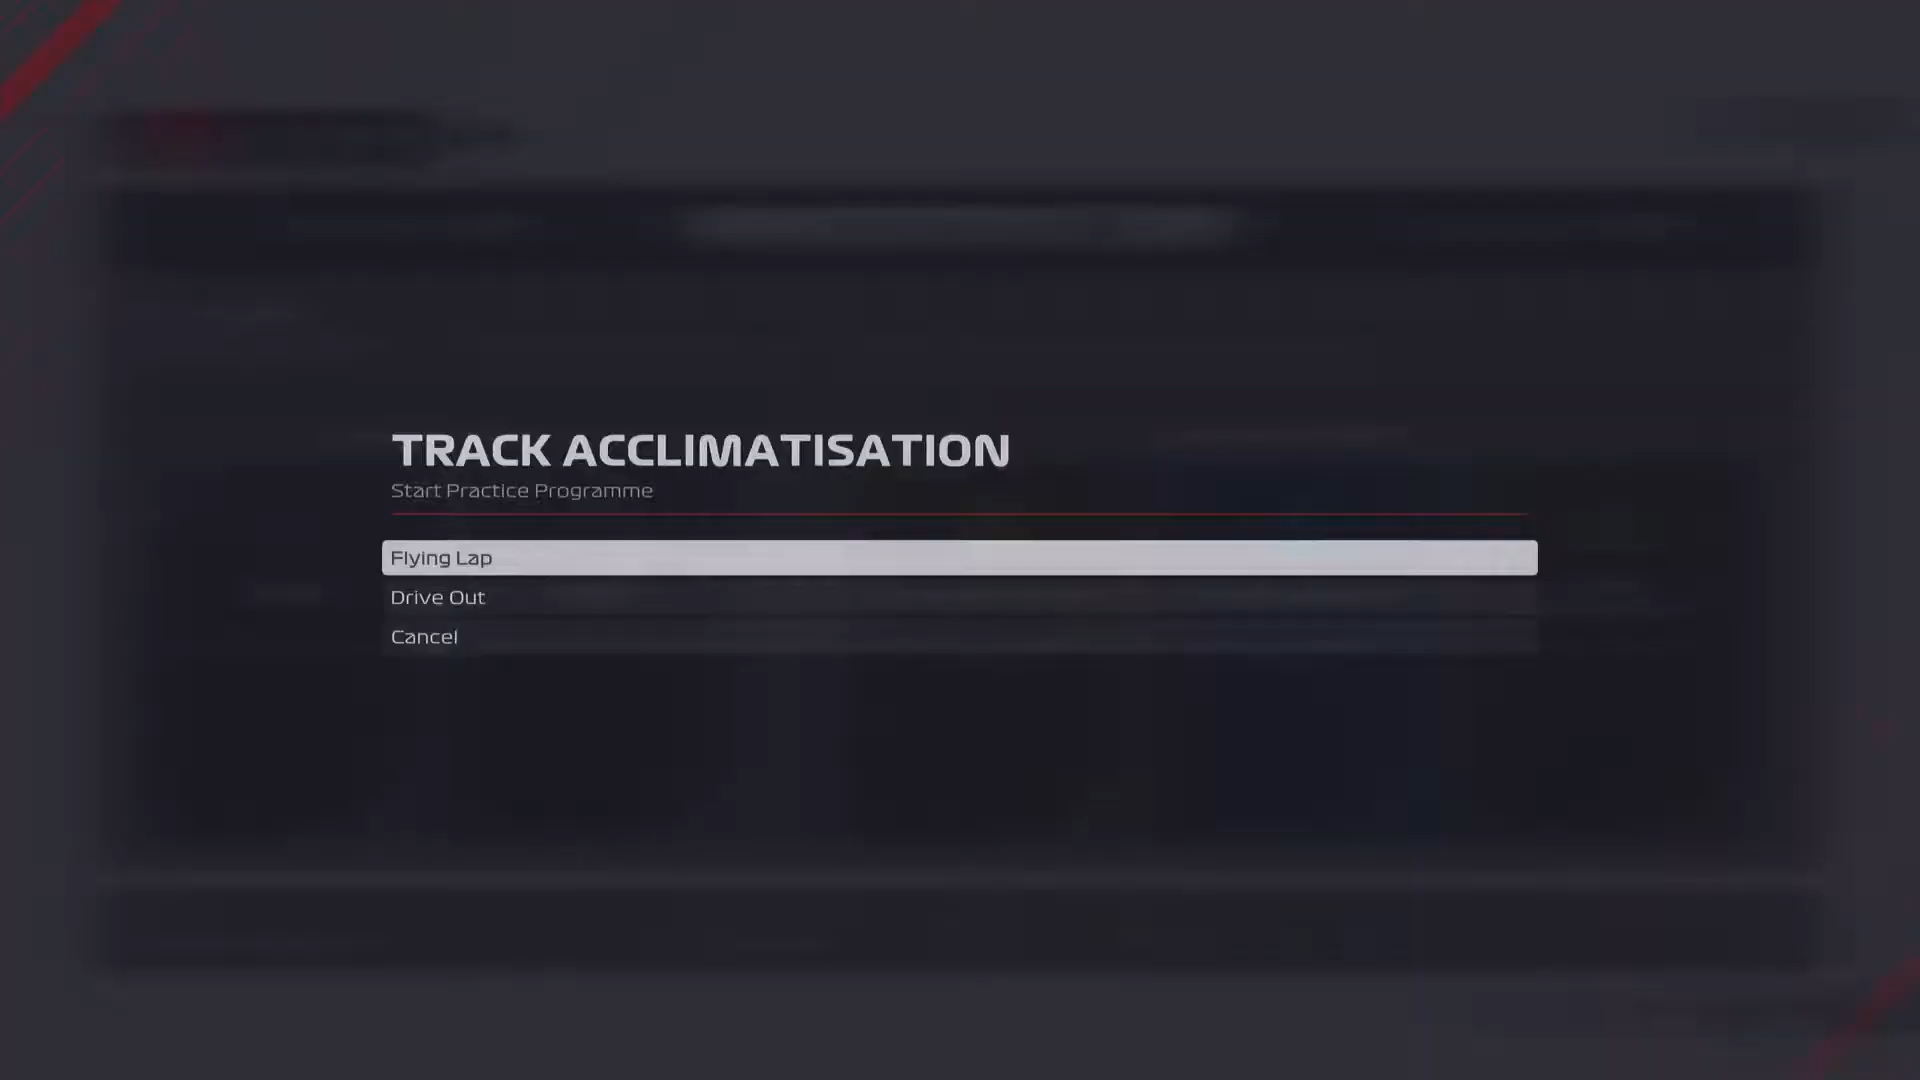 TRACK ACCLIMATISATION
Start Practice Programme
Flying Lap
Drive Out
Cancel